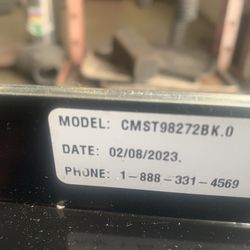 MODEL: CMST98272BK.0
DATE: 02/08/2023.
PHONE: 1-888-331-4569